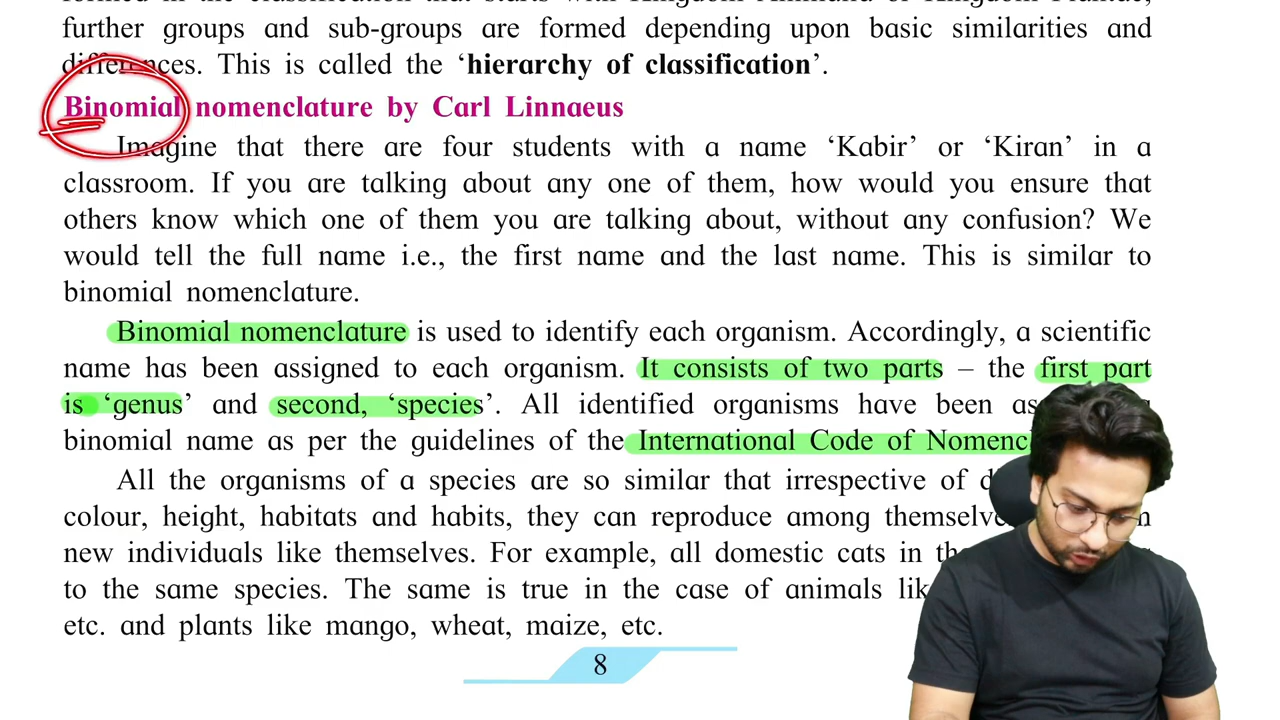 further groups and sub-groups are formed depending upon basic similarities and
differences. This is called the ‘hierarchy of classification’.
Binomial nomenclature by Carl Linnaeus
Imagine that there are four students with a name ‘Kabir’ or ‘Kiran’ in a
classroom. If you are talking about any one of them, how would you ensure that
others know which one of them you are talking about, without any confusion? We
would tell the full name i.e., the first name and the last name. This is similar to
binomial nomenclature.
Binomial nomenclature is used to identify each organism. Accordingly, a scientific
name has been assigned to each organism. It consists of two parts – the first part
is ‘genus’ and second, ‘species’. All identified organisms have been
binomial name as per the guidelines of the International Code of
All the organisms of a species are so similar that irrespective of
colour, height, habitats and habits, they can reproduce among
new individuals like themselves. For example, all domestic cats in
to the same species. The same is true in the case of animals
etc. and plants like mango, wheat, maize, etc.
8